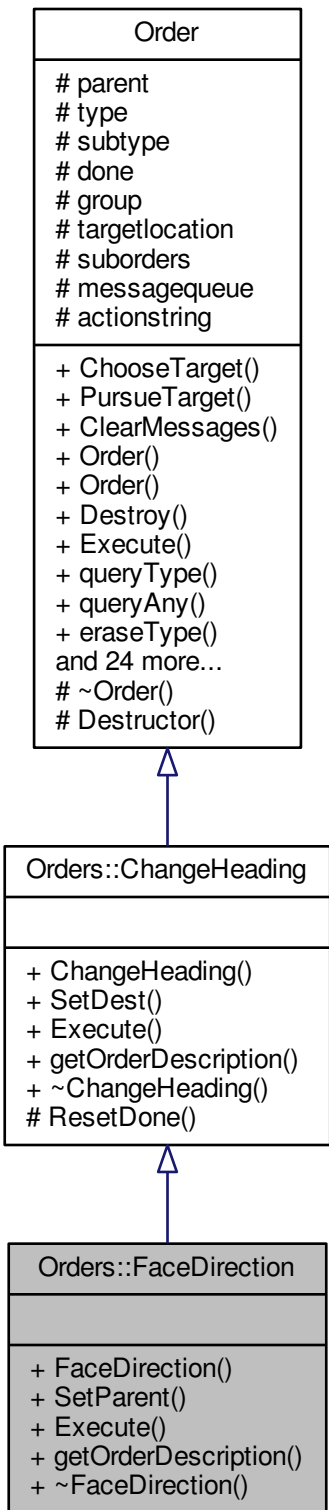 Order
# parent
# type
# subtype
# done
# group
# targetlocation
# suborders
# messagequeue
# actionstring
+ ChooseTarget()
+ PursueTarget()
+ ClearMessages()
+ Order()
+ Order()
+ Destroy()
+ Execute()
+ queryType()
+ queryAny()
+ eraseType()
and 24 more...
# ~Order()
# Destructor()
Orders::ChangeHeading
+ ChangeHeading()
+ SetDest()
+ Execute()
+ getOrderDescription()
+ ~ChangeHeading()
# ResetDone()
Orders::FaceDirection
+ FaceDirection()
+ SetParent()
+ Execute()
+ getOrderDescription()
+ ~FaceDirection()